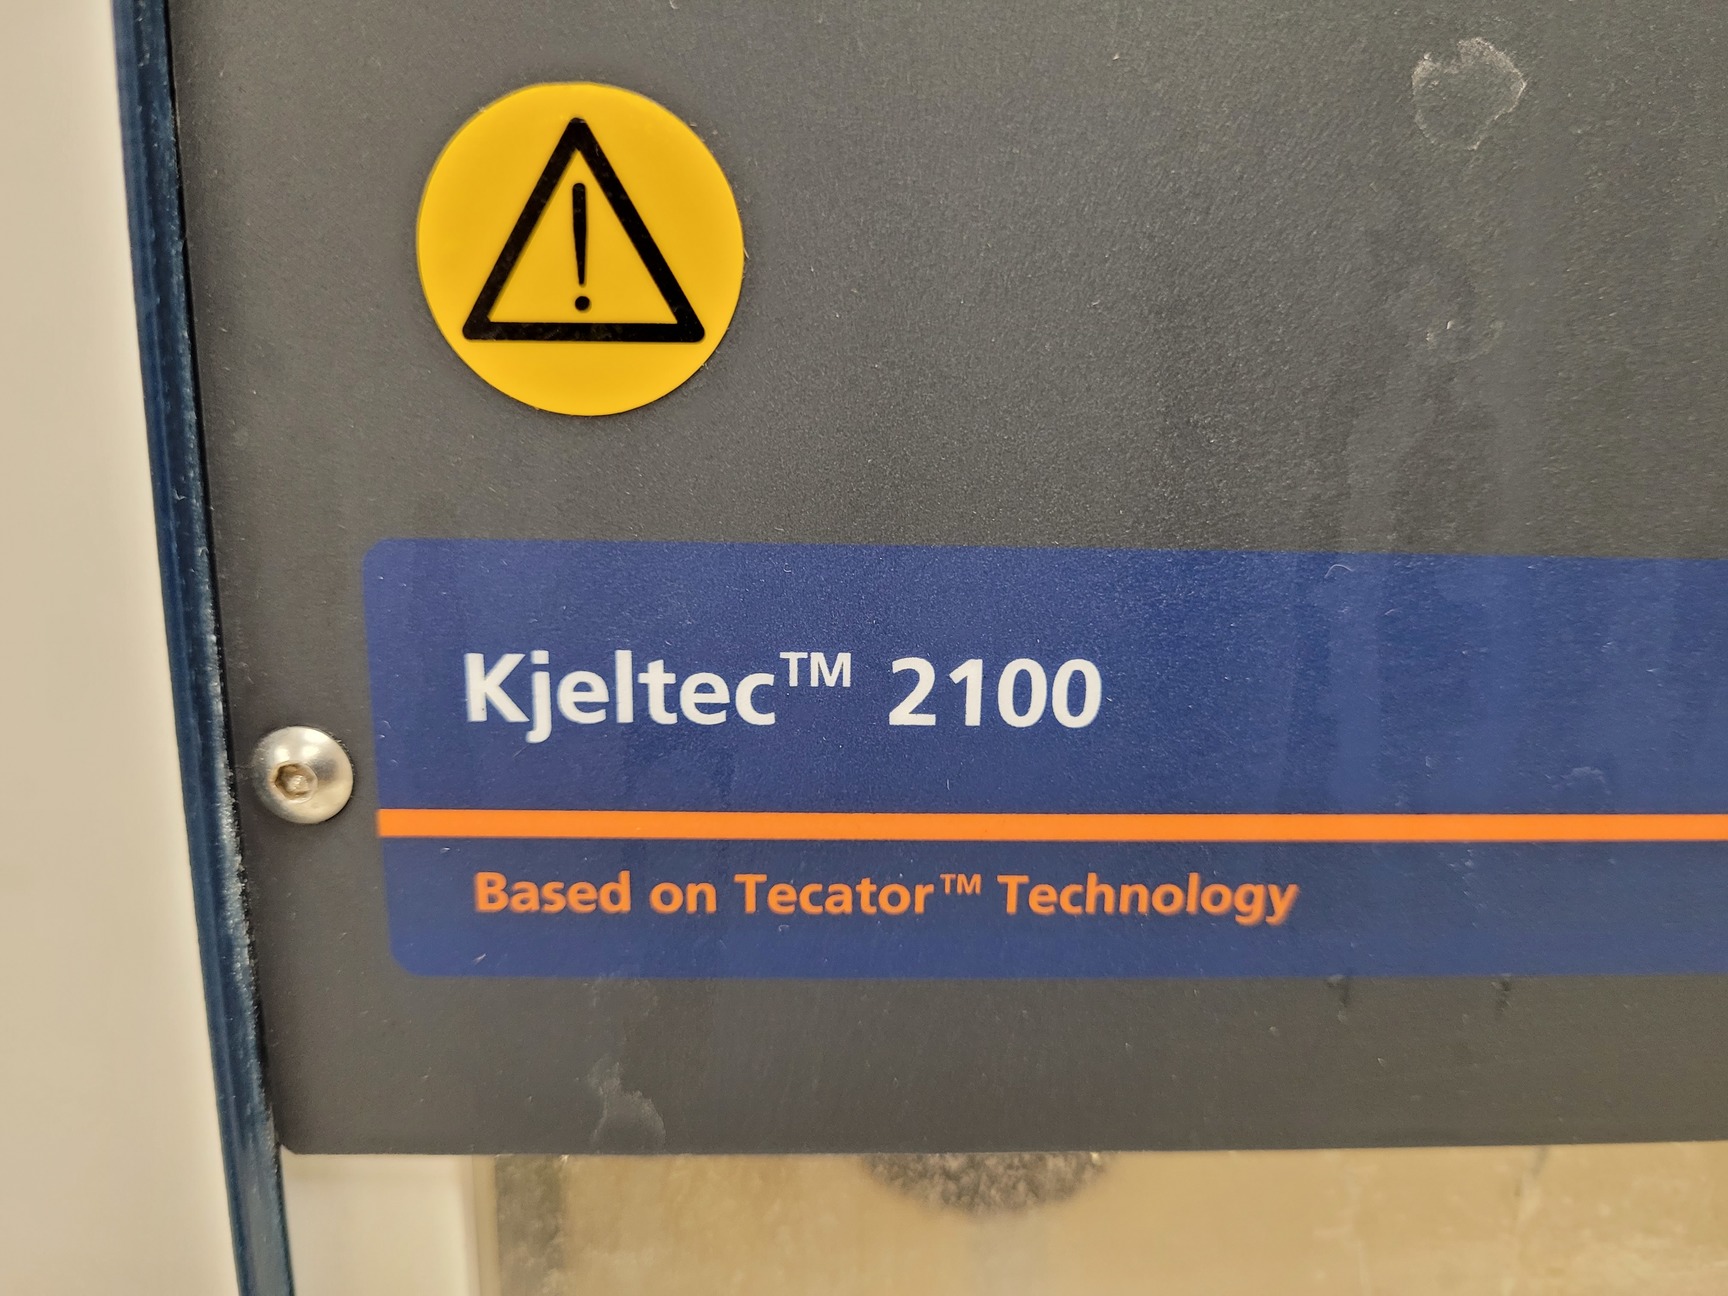 Kjeltec™ 2100
Based on Tecator™ Technology